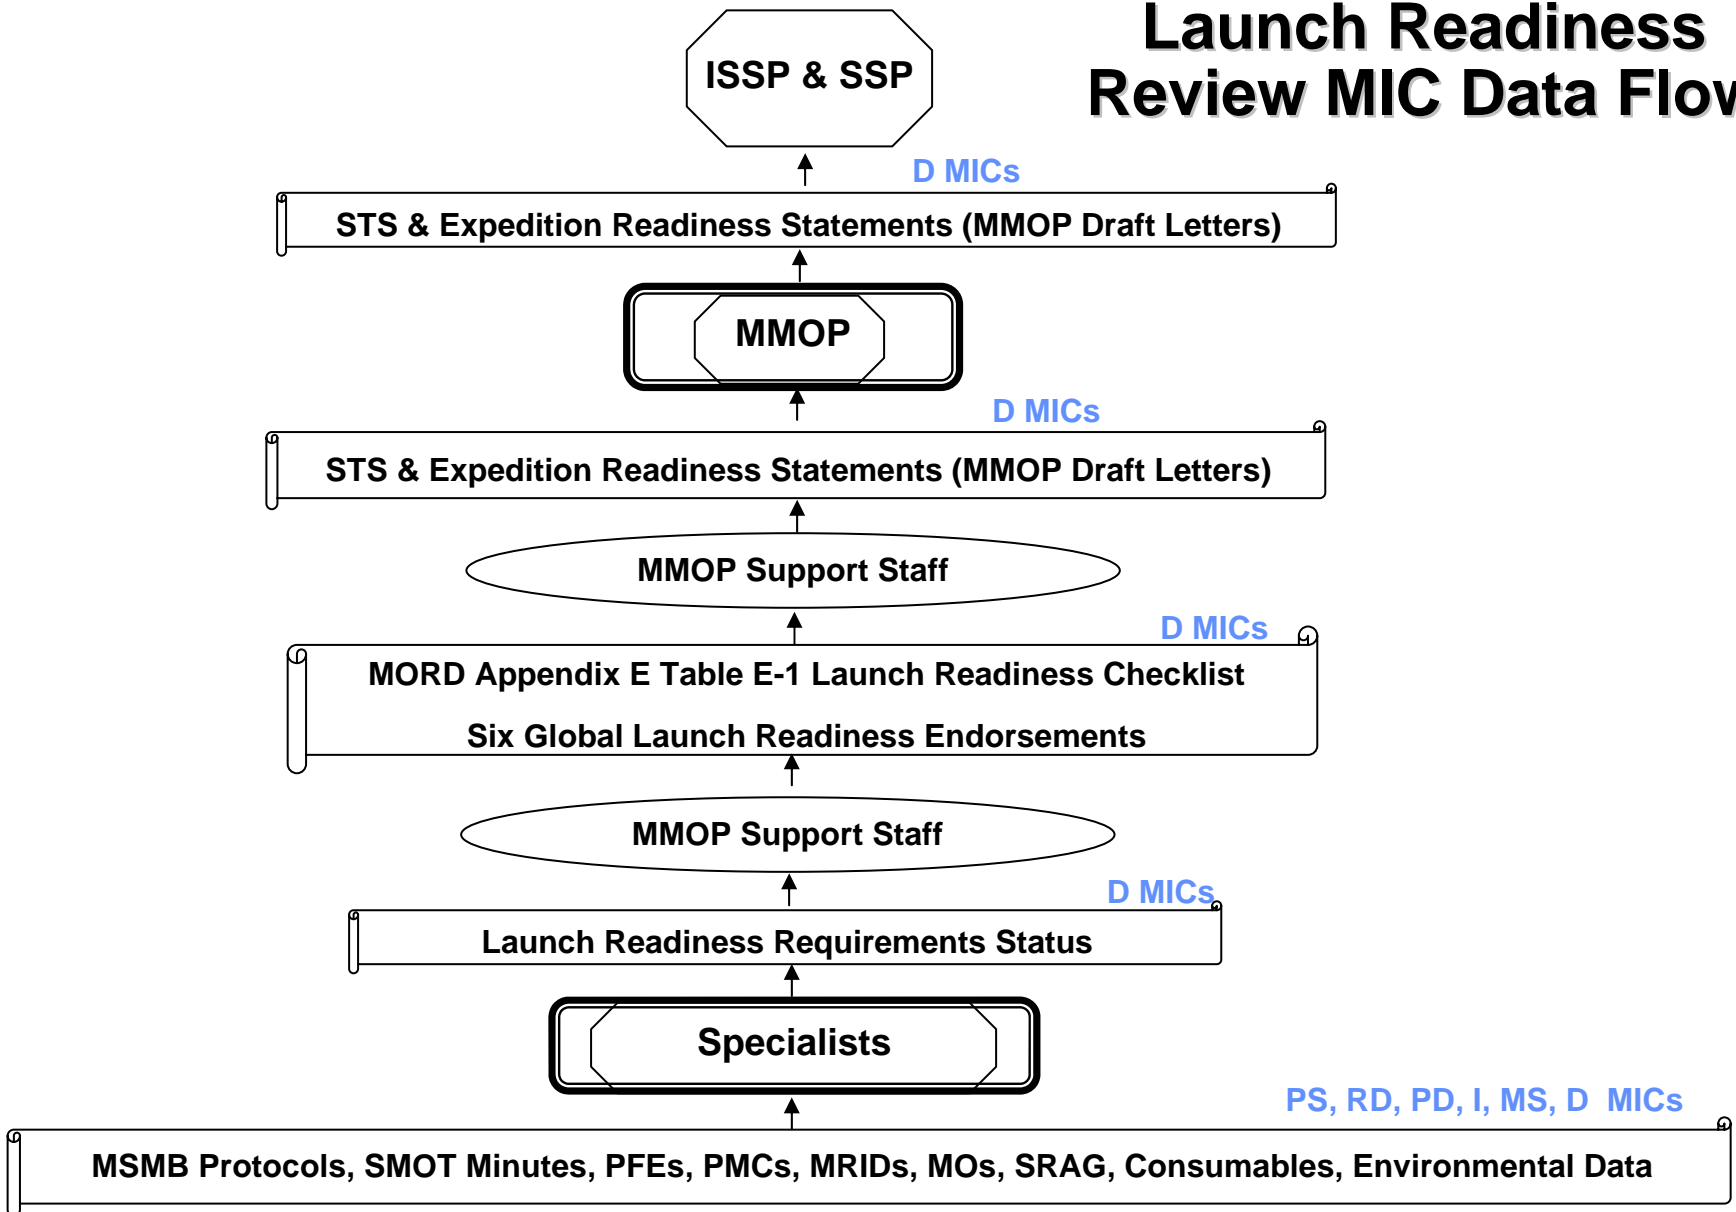 Launch Readiness
Review MIC Data Flow
ISSP & SSP
D MICs
STS & Expedition Readiness Statements (MMOP Draft Letters)
MMOP
D MICs
STS & Expedition Readiness Statements (MMOP Draft Letters)
MMOP Support Staff
D MICs
MORD Appendix E Table E-1 Launch Readiness Checklist
Six Global Launch Readiness Endorsements
MMOP Support Staff
D MICs
Launch Readiness Requirements Status
Specialists
PS, RD, PD, I, MS, D  MICs
MSMB Protocols, SMOT Minutes, PFEs, PMCs, MRIDs, MOs, SRAG, Consumables, Environmental Data